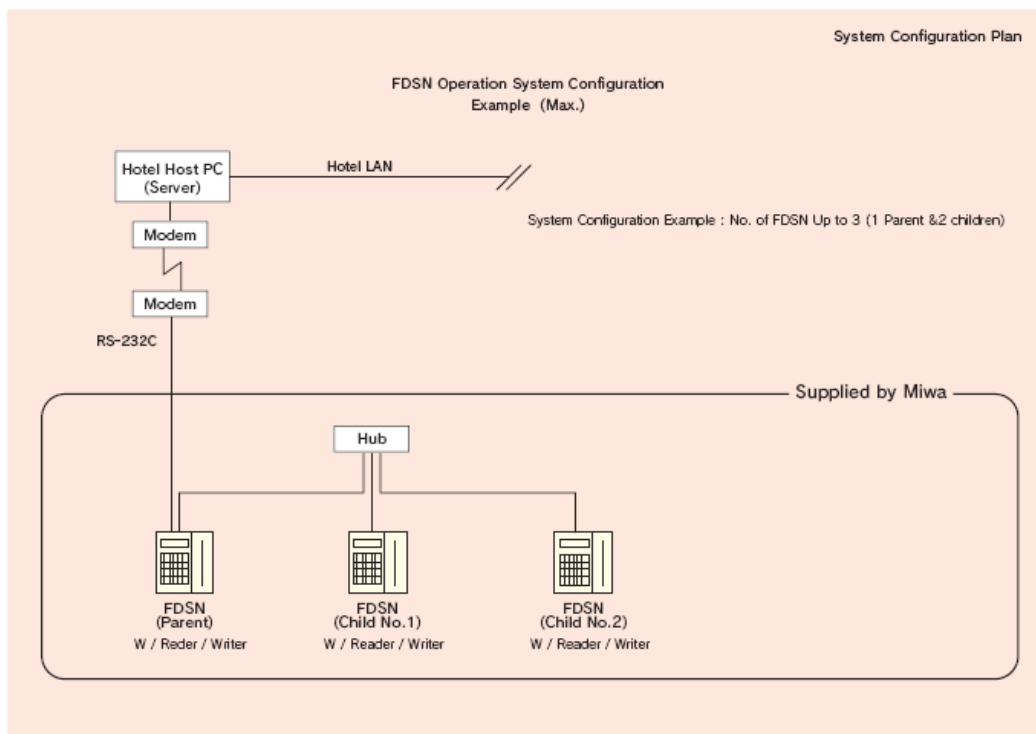 System Configuration Plan
FDSN Operation System Configuration
Example (Max.)
Hotel Host PC
(Server)
Hotel LAN
System Configuration Example : No. of FDSN Up to 3 (1 Parent &2 children)
Modem
Modem
RS-232C
Supplied by Miwa
Hub
FDSN
(Parent)
W / Reder / Writer
FDSN
(Child No.1)
W / Reader / Writer
FDSN
(Child No.2)
W / Reader / Writer